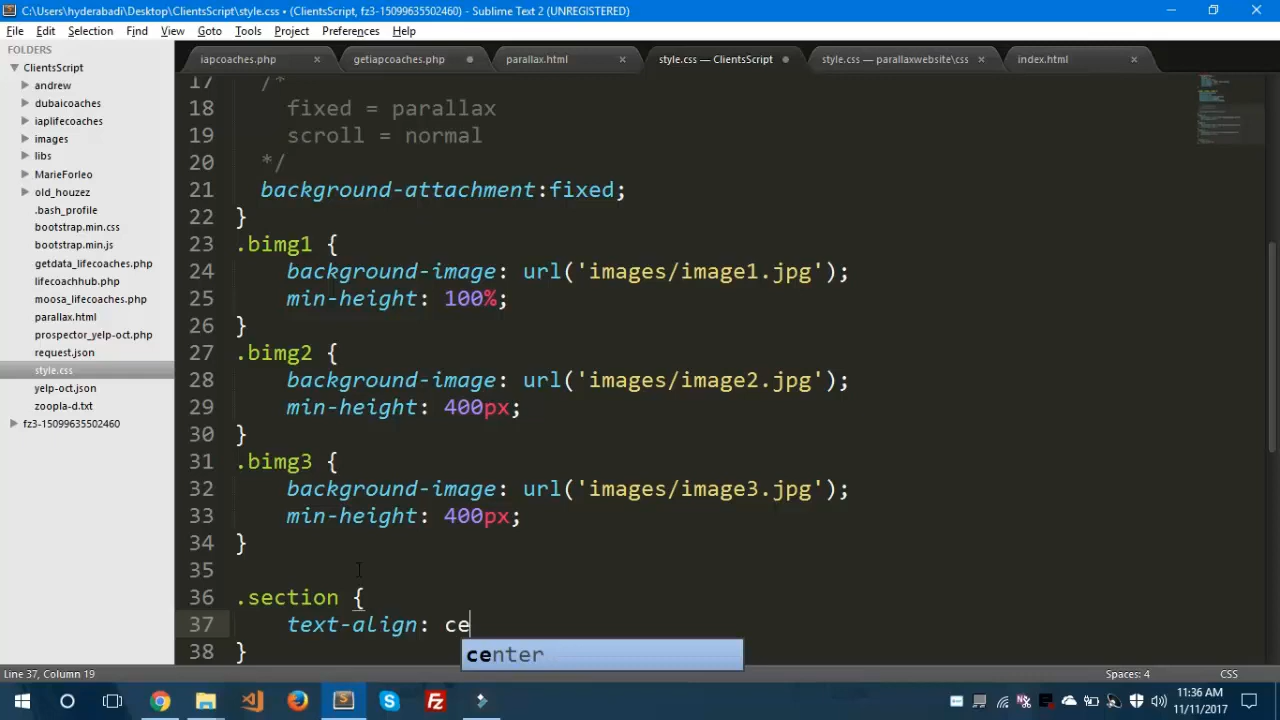 C:\Users\hyderabadi\Desktop\ClientsScript\style.css • (ClientsScript, fz3-15099635502460) - Sublime Text 2 (UNREGISTERED)
File Edit Selection Find View Goto Tools Project Preferences Help
FOLDERS
ClientsScript
andrew
dubaicoaches
iaplifecoaches
images
libs
MarieForleo
old_houzez
.bash_profile
bootstrap.min.css
bootstrap.min.js
getdata_lifecoaches.php
lifecoachhub.php
moosa_lifecoaches.php
parallax.html
prospector_yelp-oct.php
request.json
style.css
yelp-oct.json
zoopla-d.txt
fz3-15099635502460
iapcoaches.php getiapcoaches.php parallax.html style.css — ClientsScript style.css — parallaxwebsite\css index.html
17 /*
18 fixed = parallax
19 scroll = normal
20 */
21 background-attachment:fixed;
22 }
23 .bimg1 {
24 background-image: url('images/image1.jpg');
25 min-height: 100%;
26 }
27 .bimg2 {
28 background-image: url('images/image2.jpg');
29 min-height: 400px;
30 }
31 .bimg3 {
32 background-image: url('images/image3.jpg');
33 min-height: 400px;
34 }
35
36 .section {
37 text-align: ce
center
38 }
Line 37, Column 19 Spaces: 4 CSS
11:36 AM
11/11/2017